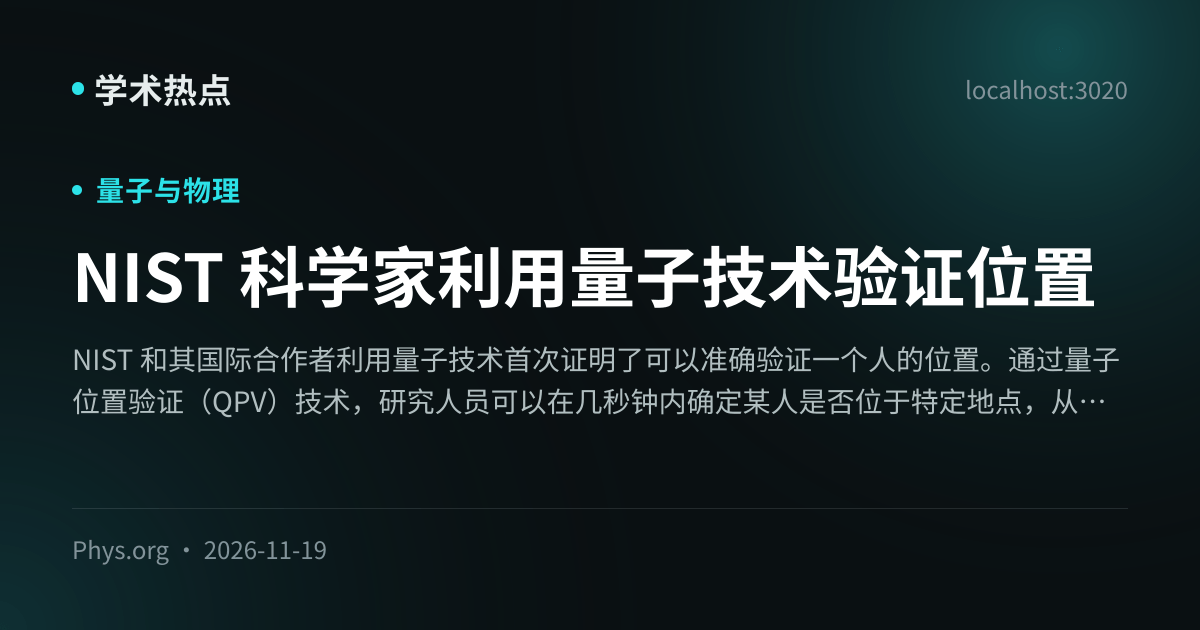 学术热点
localhost:3020
量子与物理
NIST 科学家利用量子技术验证位置
NIST 和其国际合作者利用量子技术首次证明了可以准确验证一个人的位置。通过量子
位置验证（QPV）技术，研究人员可以在几秒钟内确定某人是否位于特定地点，从…
Phys.org • 2026-11-19